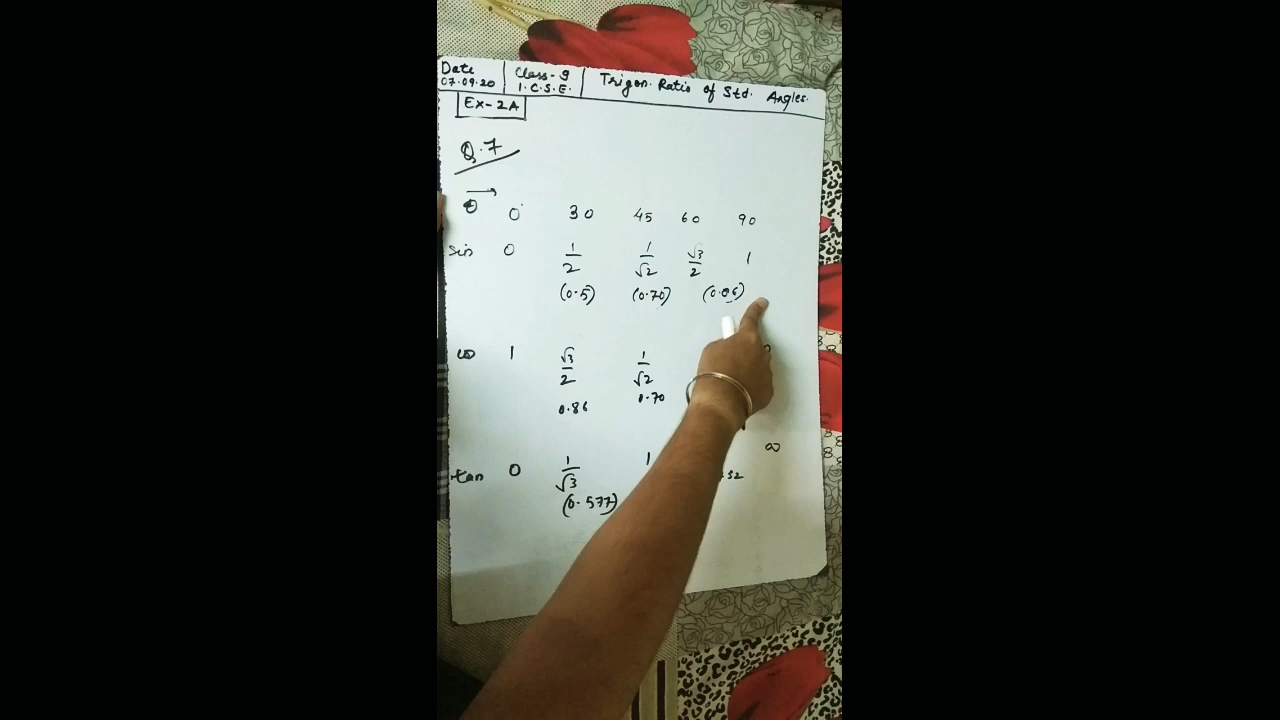 Date
07.09.20
Class-9
I.C.S.E.
Trigon. Ratio of Std. Angles.
Ex-2A
Q.7
θ 0 30 45 60 90
sin 0 1/2 1/√2 √3/2 1
(0.5) (0.70) (0.86)
cos 1 √3/2 1/√2
0.86 0.70
tan 0 1/√3 1 ∞
(0.577) .32